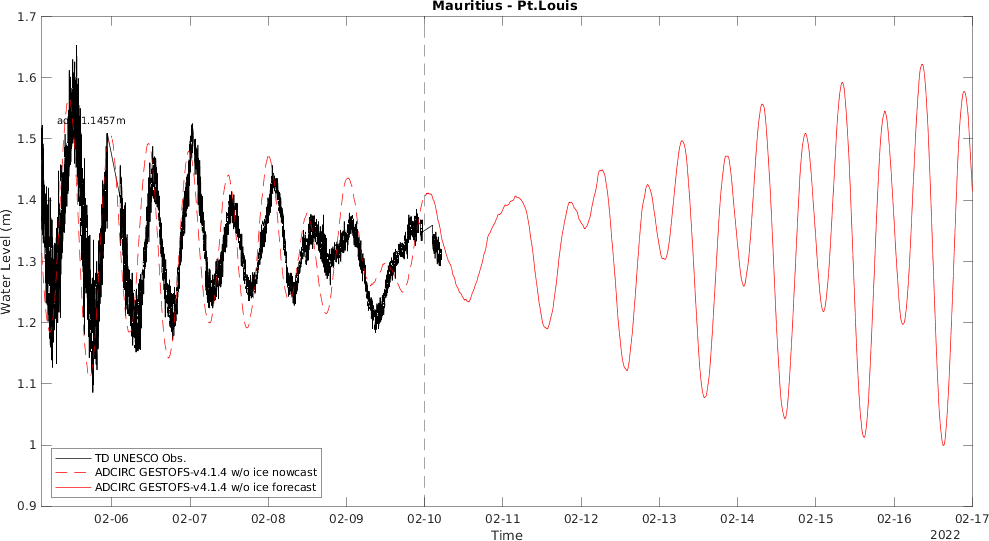 Mauritius - Pt.Louis
1.7
1.6
1.5
1.4
1.3
1.2
1.1
1
0.9
Water Level (m)
1.1457m
TD UNESCO Obs.
ADCIRC GESTOFS-v4.1.4 w/o ice nowcast
ADCIRC GESTOFS-v4.1.4 w/o ice forecast
02-06 02-07 02-08 02-09 02-10 02-11 02-12 02-13 02-14 02-15 02-16 02-17
Time
2022